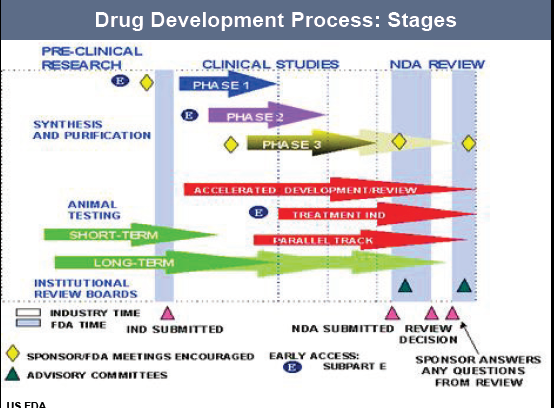 Drug Development Process: Stages
PRE-CLINICAL
RESEARCH
CLINICAL STUDIES
NDA REVIEW
E
PHASE 1
E
PHASE 2
SYNTHESIS
AND PURIFICATION
PHASE 3
ACCELERATED DEVELOPMENT/REVIEW
ANIMAL
TESTING
E
TREATMENT IND
SHORT-TERM
PARALLEL TRACK
LONG-TERM
INSTITUTIONAL
REVIEW BOARDS
INDUSTRY TIME
FDA TIME
IND SUBMITTED
NDA SUBMITTED
REVIEW
DECISION
SPONSOR/FDA MEETINGS ENCOURAGED
ADVISORY COMMITTEES
EARLY ACCESS:
E SUBPART E
SPONSOR ANSWERS
ANY QUESTIONS
FROM REVIEW
US FDA